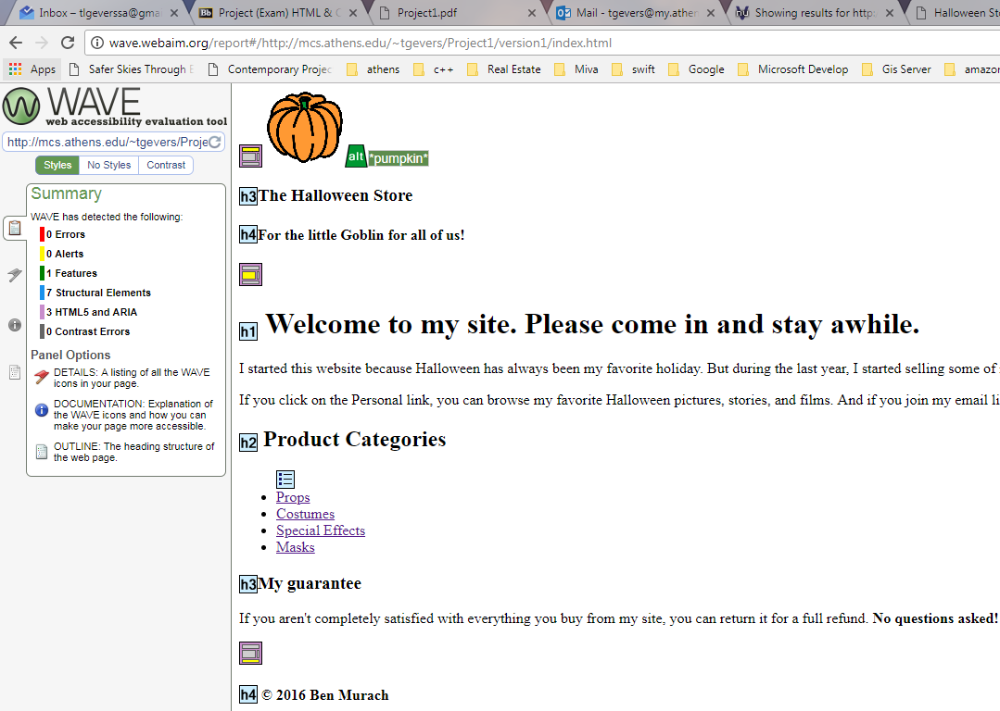 Inbox – tlgeverssa@gma
Project (Exam) HTML & C
Project1.pdf
Mail - tgevers@my.athen
Showing results for http:
Halloween Sto
wave.webaim.org/report#/http://mcs.athens.edu/~tgevers/Project1/version1/index.html
Apps Safer Skies Through Contemporary Projec athens c++ Real Estate Miva swift Google Microsoft Develop Gis Server amazon
WAVE
web accessibility evaluation tool
http://mcs.athens.edu/~tgevers/Proje
Styles No Styles Contrast
Summary
WAVE has detected the following:
0 Errors
0 Alerts
1 Features
7 Structural Elements
3 HTML5 and ARIA
0 Contrast Errors
Panel Options
DETAILS: A listing of all the WAVE
icons in your page.
DOCUMENTATION: Explanation of
the WAVE icons and how you can
make your page more accessible.
OUTLINE: The heading structure of
the web page.
alt *pumpkin*
h3 The Halloween Store
h4 For the little Goblin for all of us!
h1 Welcome to my site. Please come in and stay awhile.
I started this website because Halloween has always been my favorite holiday. But during the last year, I started selling some of
If you click on the Personal link, you can browse my favorite Halloween pictures, stories, and films. And if you join my email li
h2 Product Categories
Props
Costumes
Special Effects
Masks
h3 My guarantee
If you aren't completely satisfied with everything you buy from my site, you can return it for a full refund. No questions asked!
h4 © 2016 Ben Murach